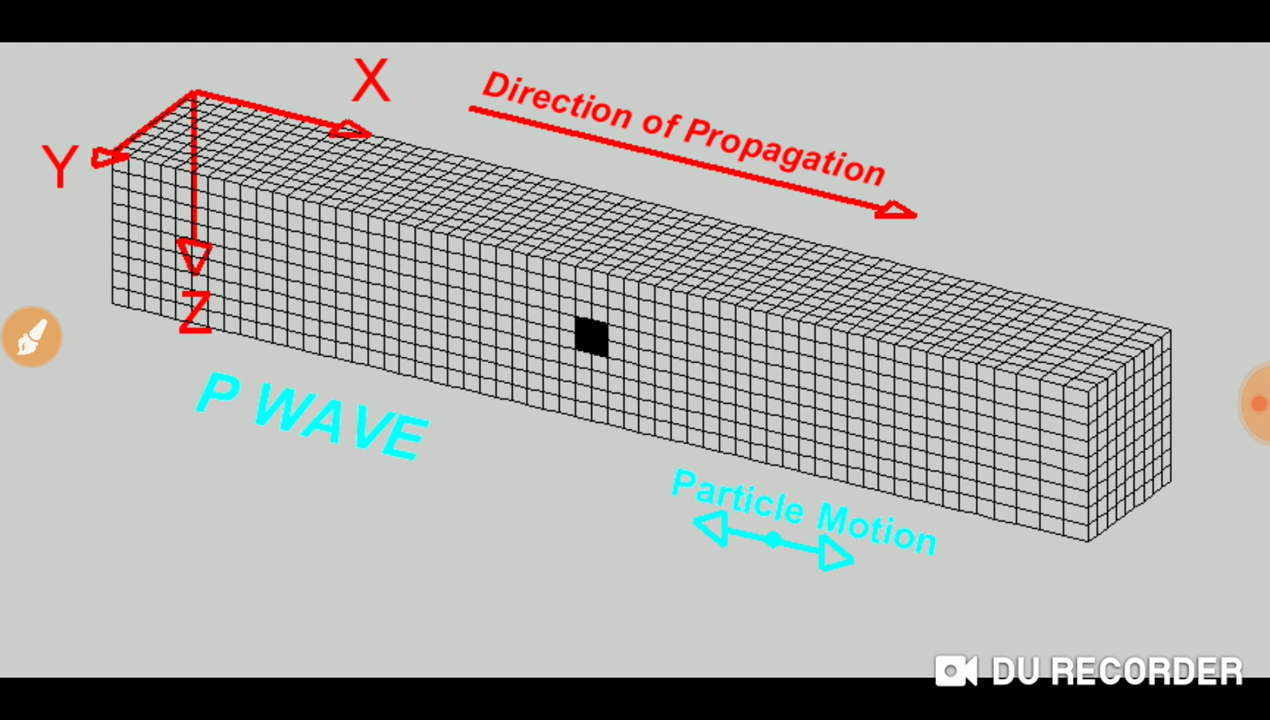 X
Direction of Propagation
Y
Z
P WAVE
Particle Motion
DU RECORDER